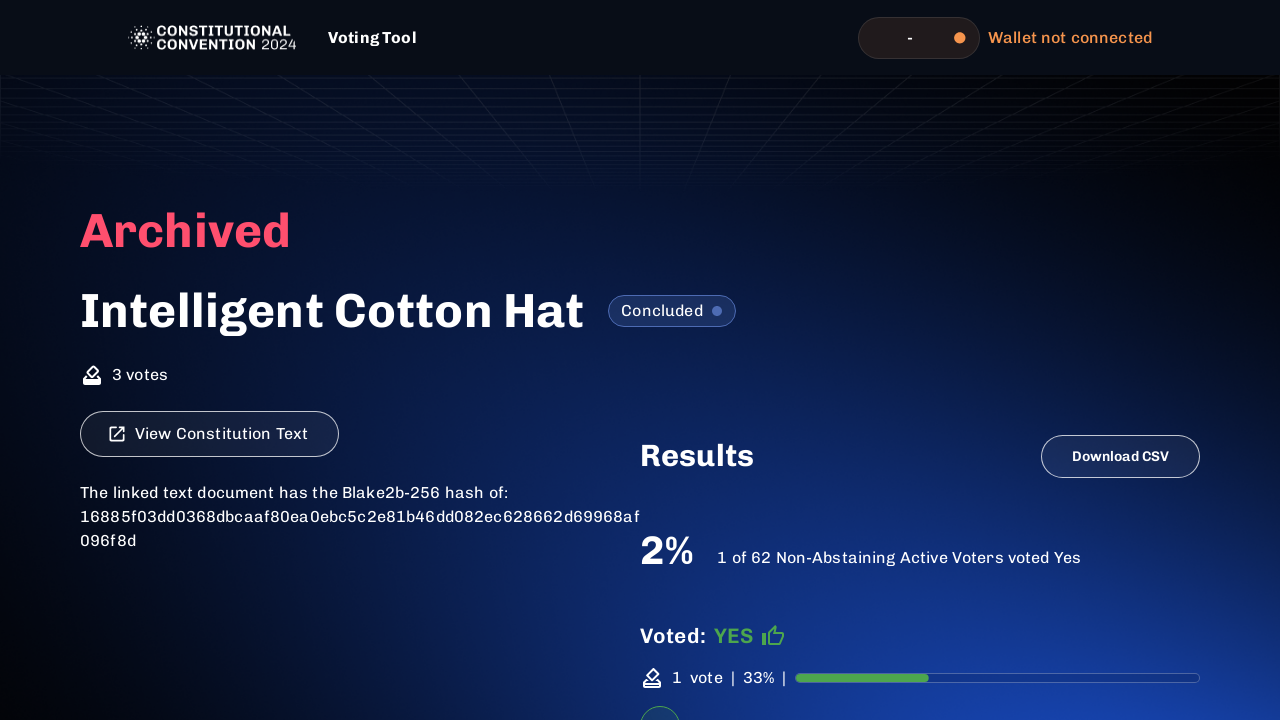 CONSTITUTIONAL
CONVENTION 2024
Voting Tool
-
Wallet not connected
Archived
Intelligent Cotton Hat
Concluded
3 votes
View Constitution Text
The linked text document has the Blake2b-256 hash of:
16885f03dd0368dbcaaf80ea0ebc5c2e81b46dd082ec628662d69968af
096f8d
Results
Download CSV
2%
1 of 62 Non-Abstaining Active Voters voted Yes
Voted: YES
1 vote | 33% |